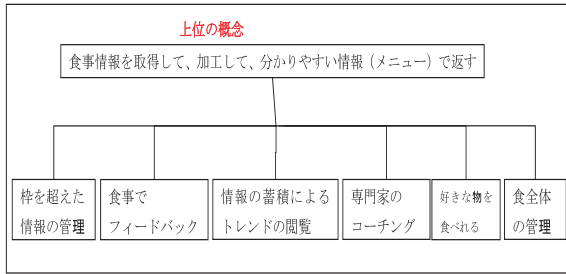 上位の概念
食事情報を取得して、加工して、分かりやすい情報(メニュー)で返す
枠を超えた
情報の管理
食事で
フィードバック
情報の蓄積による
トレンドの閲覧
専門家の
コーチング
好きな物を
食べれる
食全体
の管理